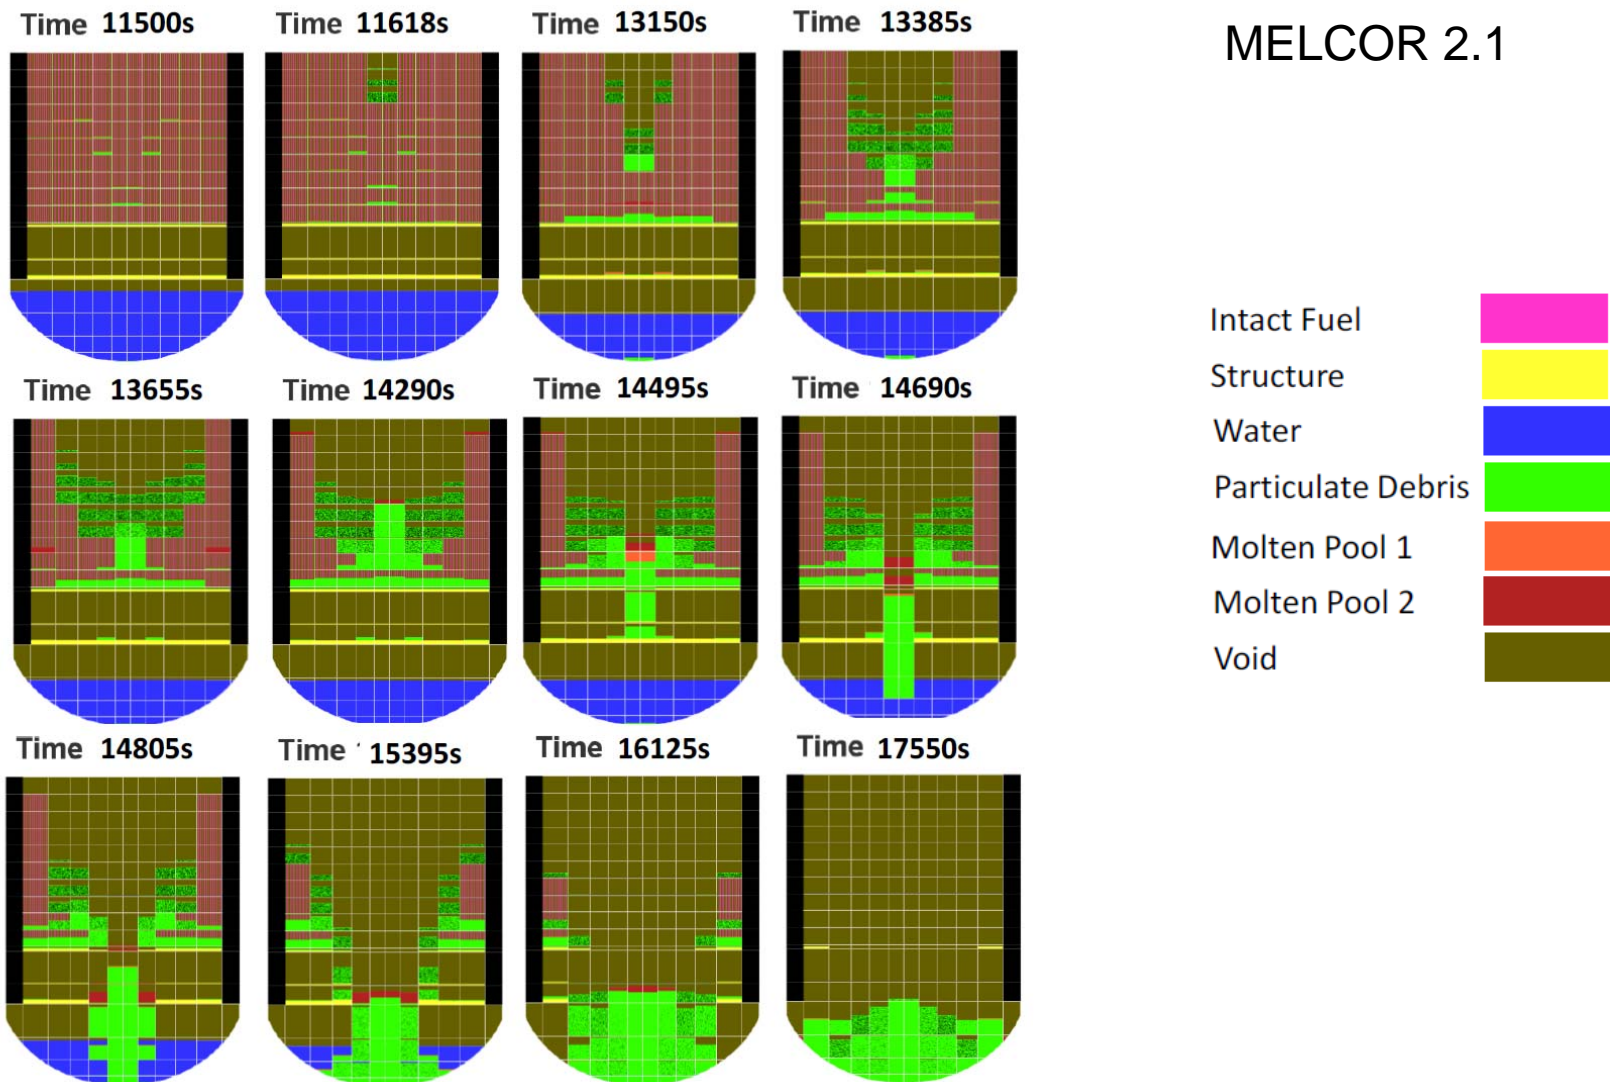 Time 11500s
Time 11618s
Time 13150s
Time 13385s
MELCOR 2.1
Time 13655s
Time 14290s
Time 14495s
Time 14690s
Time 14805s
Time 15395s
Time 16125s
Time 17550s
Intact Fuel
Structure
Water
Particulate Debris
Molten Pool 1
Molten Pool 2
Void